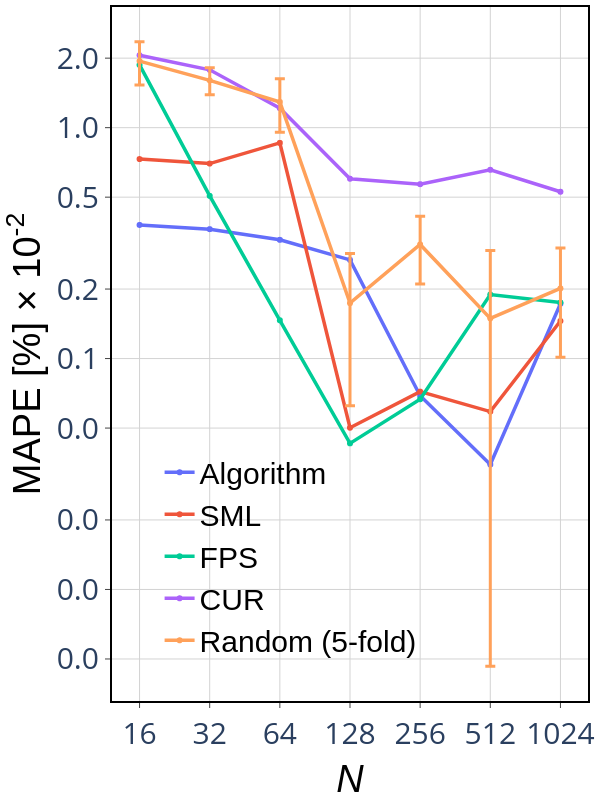 2.0
1.0
0.5
0.2
0.1
0.0
0.0
0.0
0.0
MAPE [%] × 10-2
Algorithm
SML
FPS
CUR
Random (5-fold)
16 32 64 128 256 512 1024
N